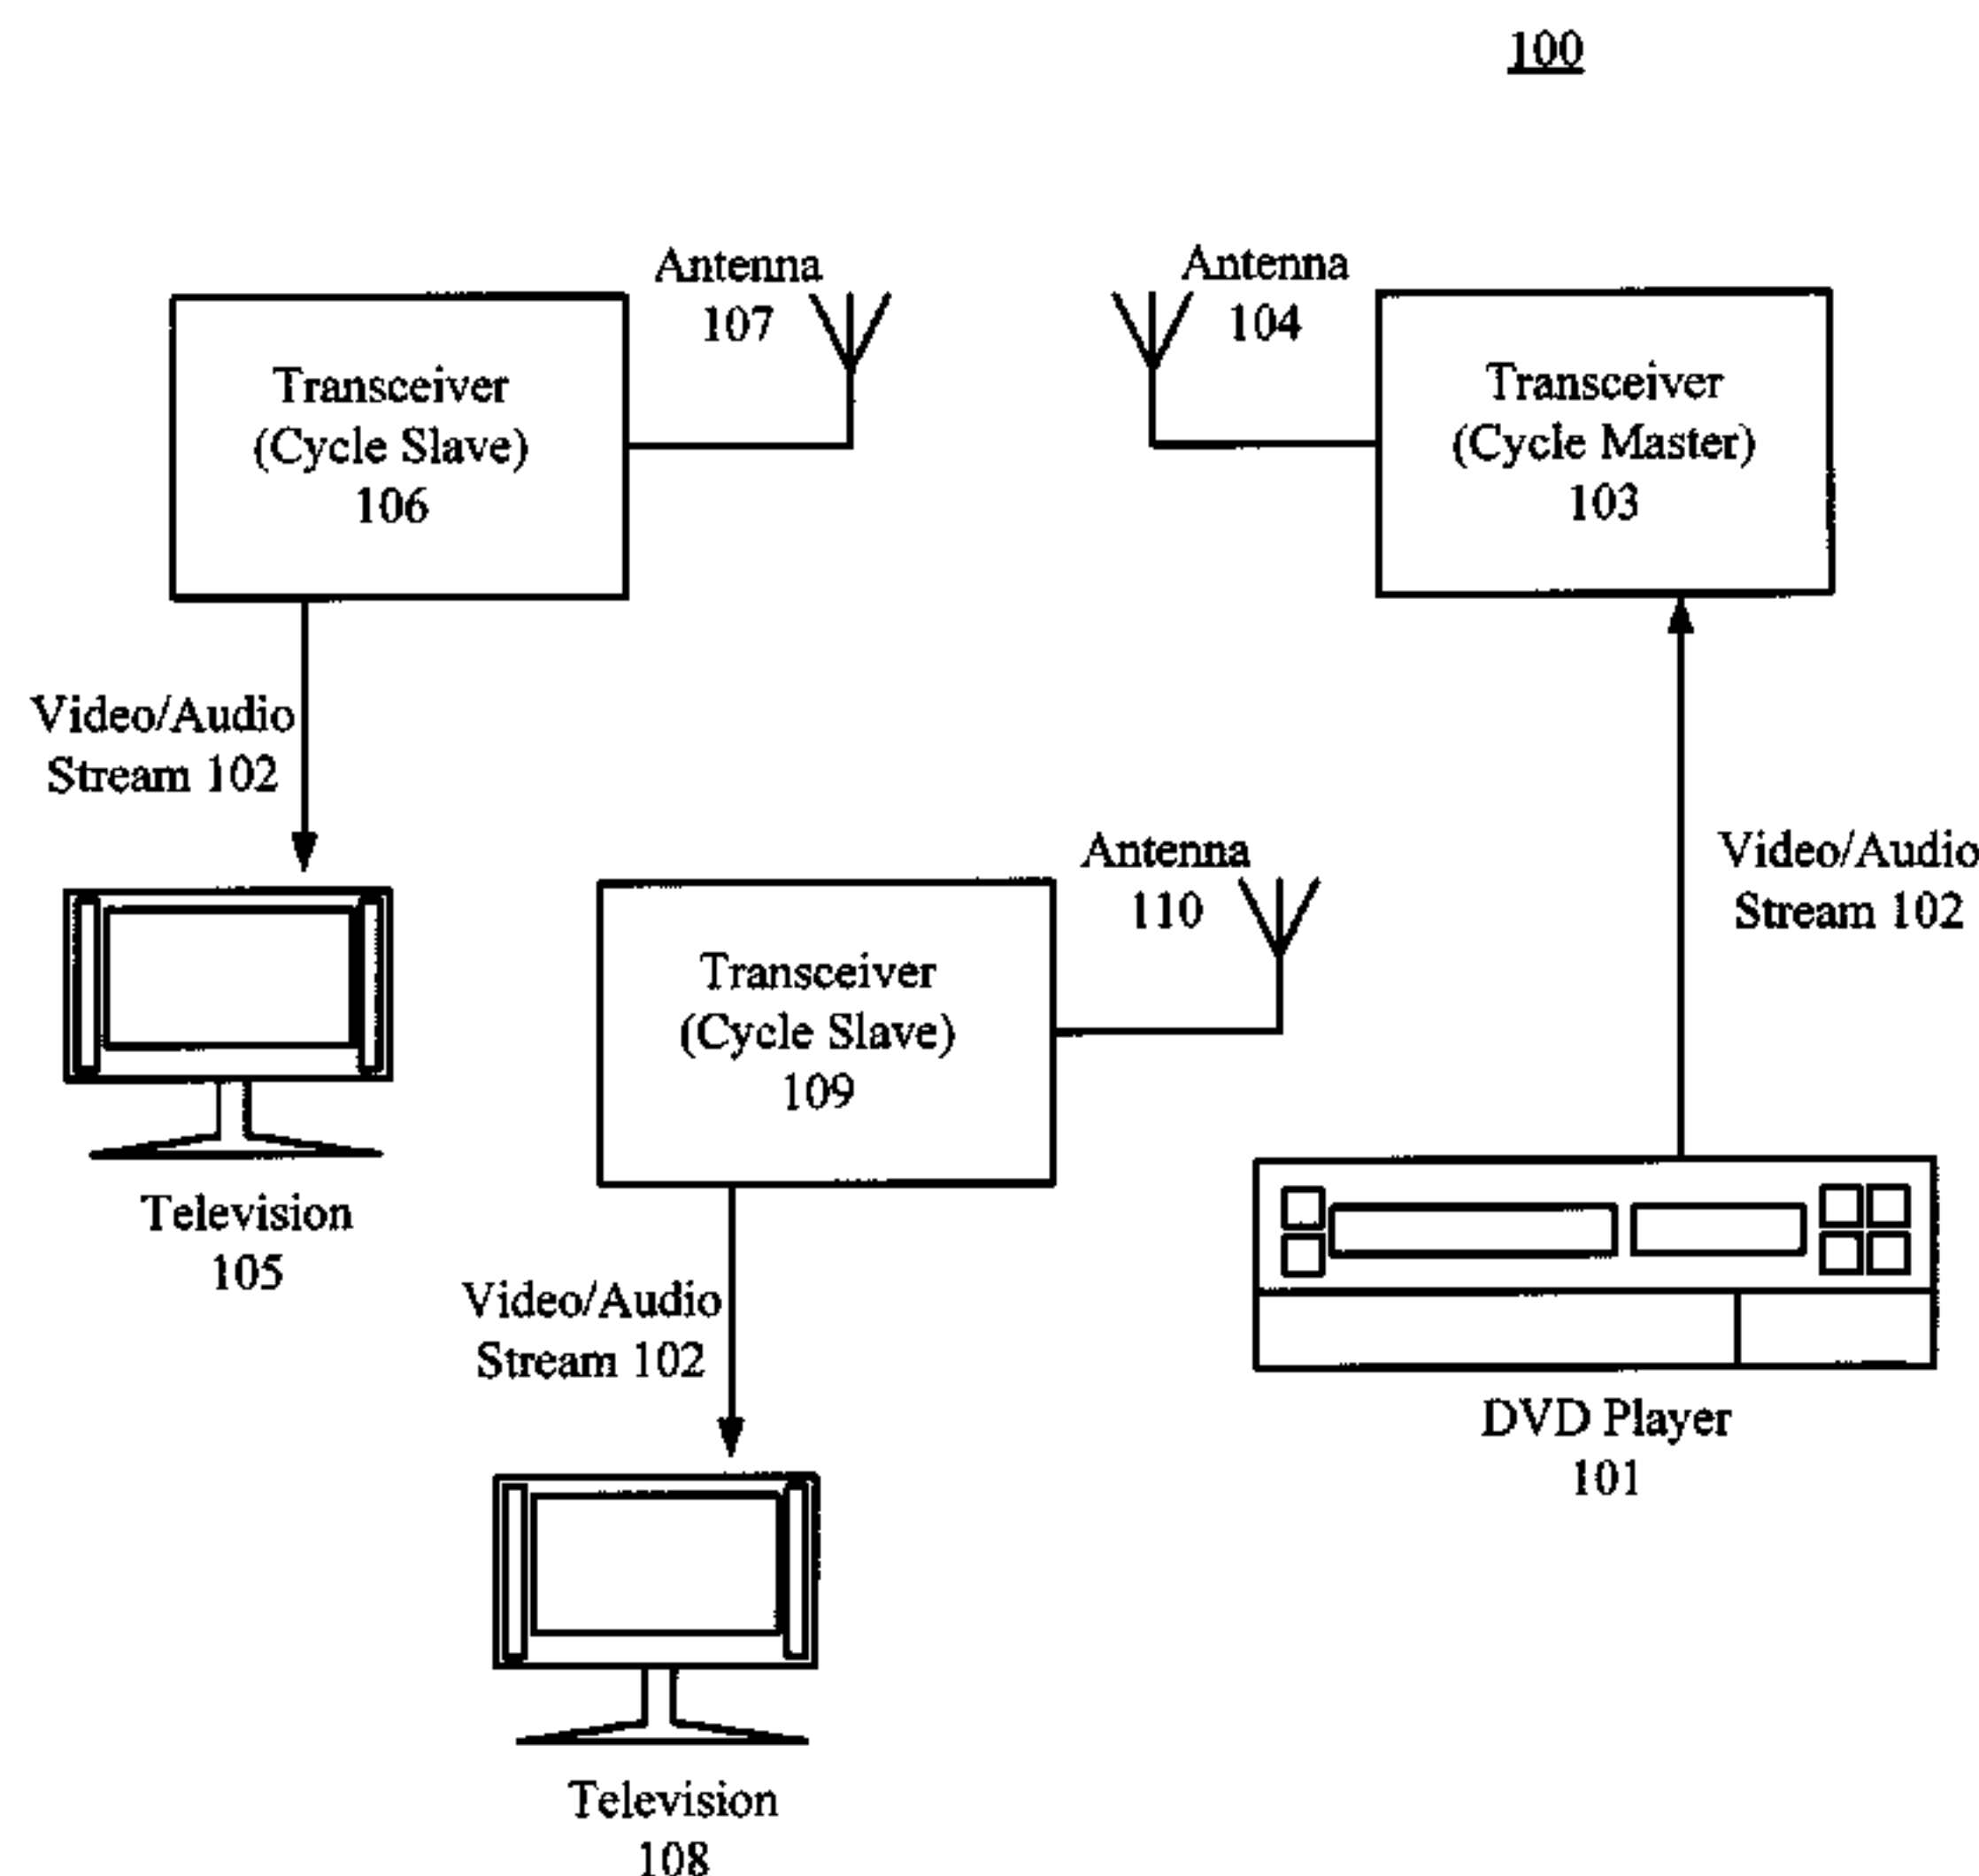 100
Antenna
107
Antenna
104
Transceiver
(Cycle Slave)
106
Transceiver
(Cycle Master)
103
Video/Audio
Stream 102
Antenna
110
Video/Audio
Stream 102
Transceiver
(Cycle Slave)
109
Television
105
Video/Audio
Stream 102
DVD Player
101
Television
108